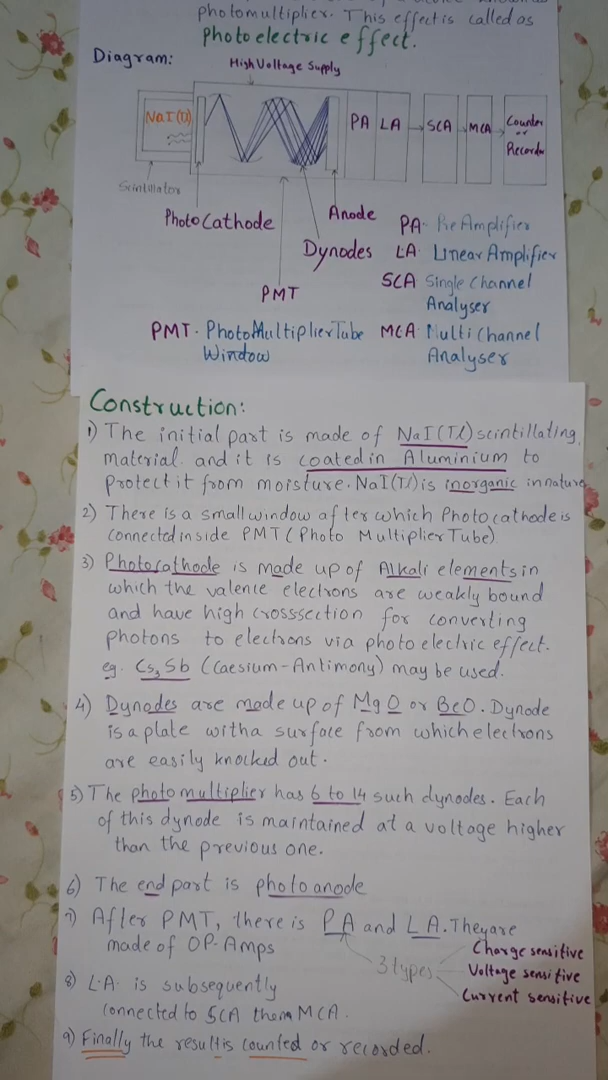 photomultiplier. This effect is called as
Photoelectric effect.
Diagram:
High Voltage Supply
NaI(Tl)
PA LA SCA MCA Counter
or
Recorder
Scintillator
Photo Cathode
Anode
Dynodes
PMT
PA- Pre Amplifier
LA Linear Amplifier
SCA Single Channel
Analyser
PMT- PhotoMultiplier Tube
Window
MCA- Multi Channel
Analyser
Construction:
1) The initial part is made of NaI(Tl) scintillating
material. and it is coated in Aluminium to
protect it from moisture. NaI(Tl) is inorganic in nature
2) There is a small window after which Photo cathode is
connected inside PMT (Photo Multiplier Tube)
3) Photocathode is made up of Alkali elements in
which the valence electrons are weakly bound
and have high crosssection for converting
photons to electrons via photo electric effect.
eg. Cs, Sb (Caesium-Antimony) may be used.
4) Dynodes are made up of MgO or BeO. Dynode
is a plate with a surface from which electrons
are easily knocked out.
5) The photomultiplier has 6 to 14 such dynodes. Each
of this dynode is maintained at a voltage higher
than the previous one.
6) The end part is photoanode
7) After PMT, there is PA and LA. They are
made of OP-Amps
3 types
Charge sensitive
Voltage sensitive
Current sensitive
8) L.A. is subsequently
connected to SCA then MCA.
9) Finally the result is counted or recorded.